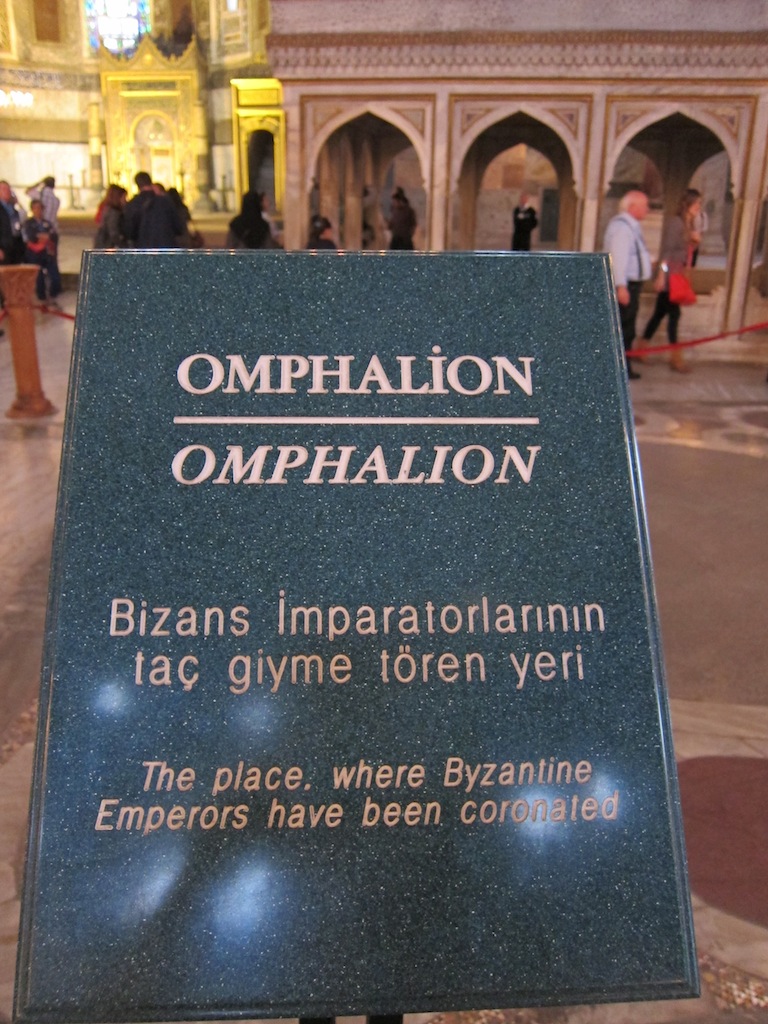 OMPHALİON
OMPHALION
Bizans İmparatorlarının
taç giyme tören yeri
The place. where Byzantine
Emperors have been coronated